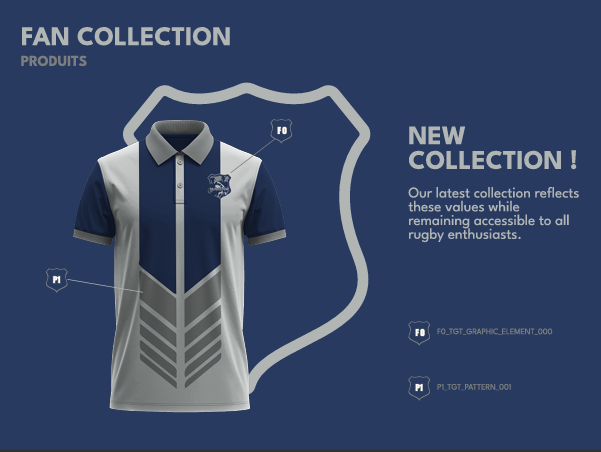 FAN COLLECTION
PRODUITS
F0
NEW
COLLECTION !
Our latest collection reflects
these values while
remaining accessible to all
rugby enthusiasts.
P1
F0 F0_TGT_GRAPHIC_ELEMENT_000
P1 P1_TGT_PATTERN_001